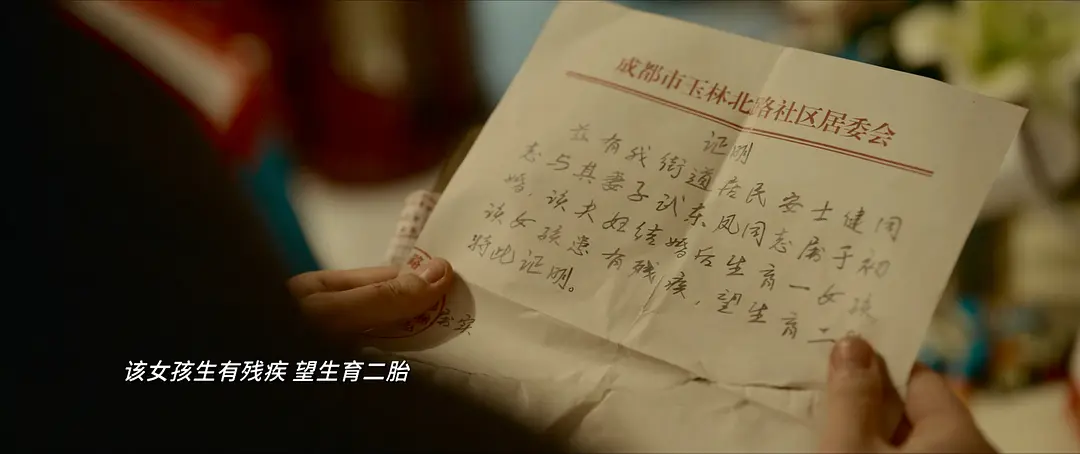 成都市玉林北路社区居委会
证明
兹有我街道居民安士健同
志与其妻子武东凤同志属于初
婚，该夫妇结婚后生育一女孩
该女孩患有残疾，望生育二
特此证明。
该女孩生有残疾 望生育二胎